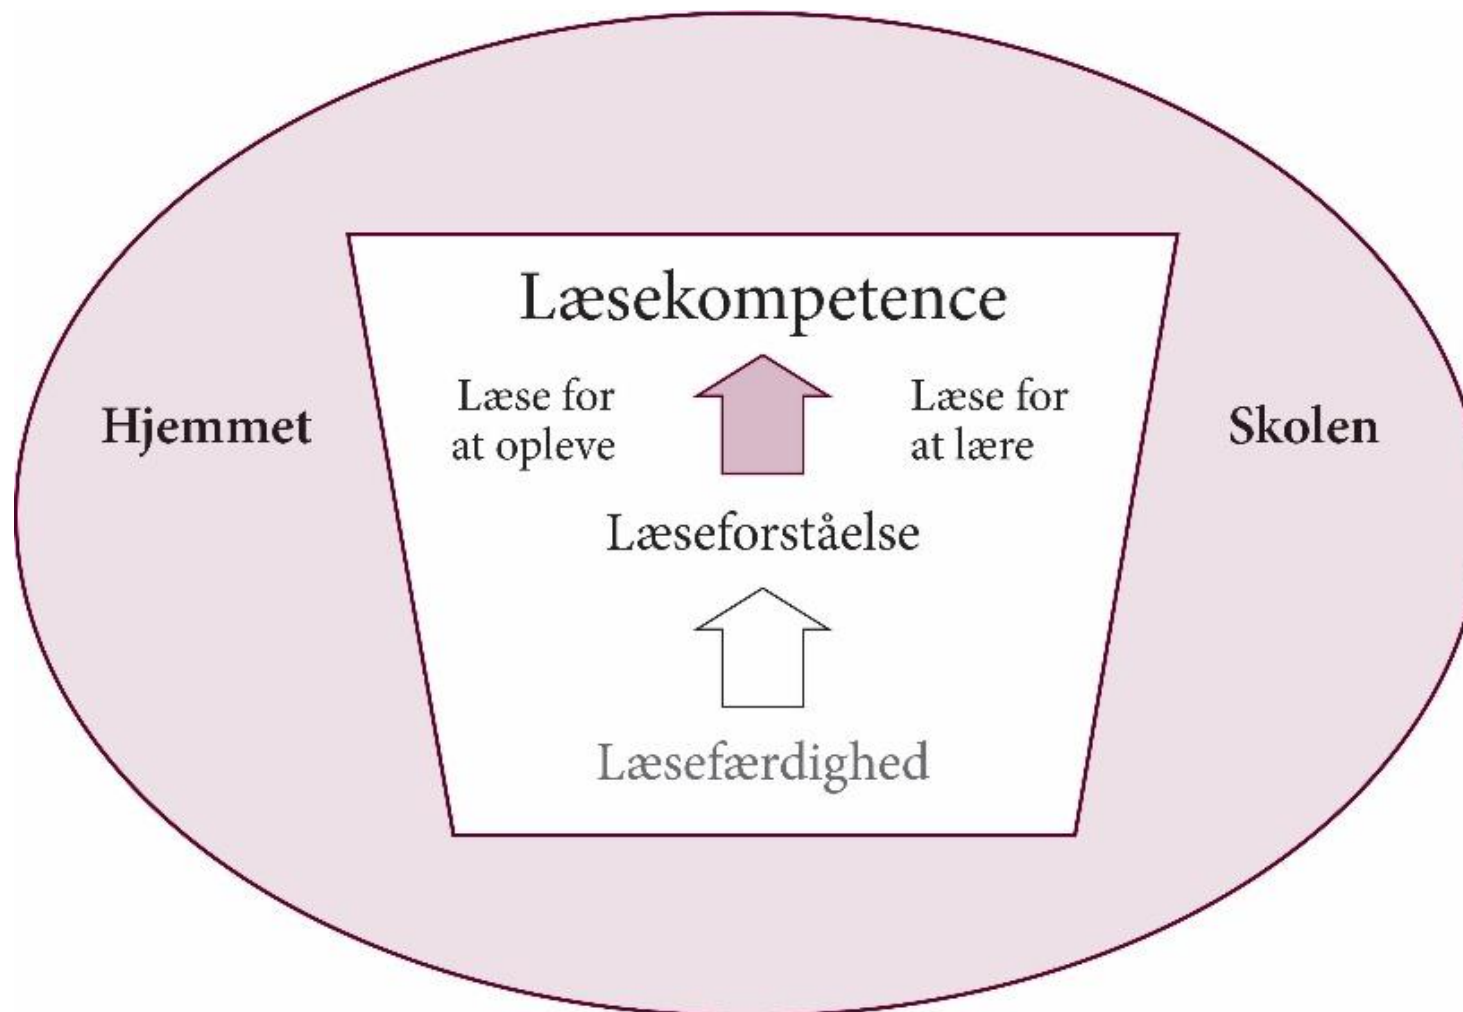 Læsekompetence
Læse for
at opleve
Læse for
at lære
Hjemmet
Skolen
Læseforståelse
Læsefærdighed